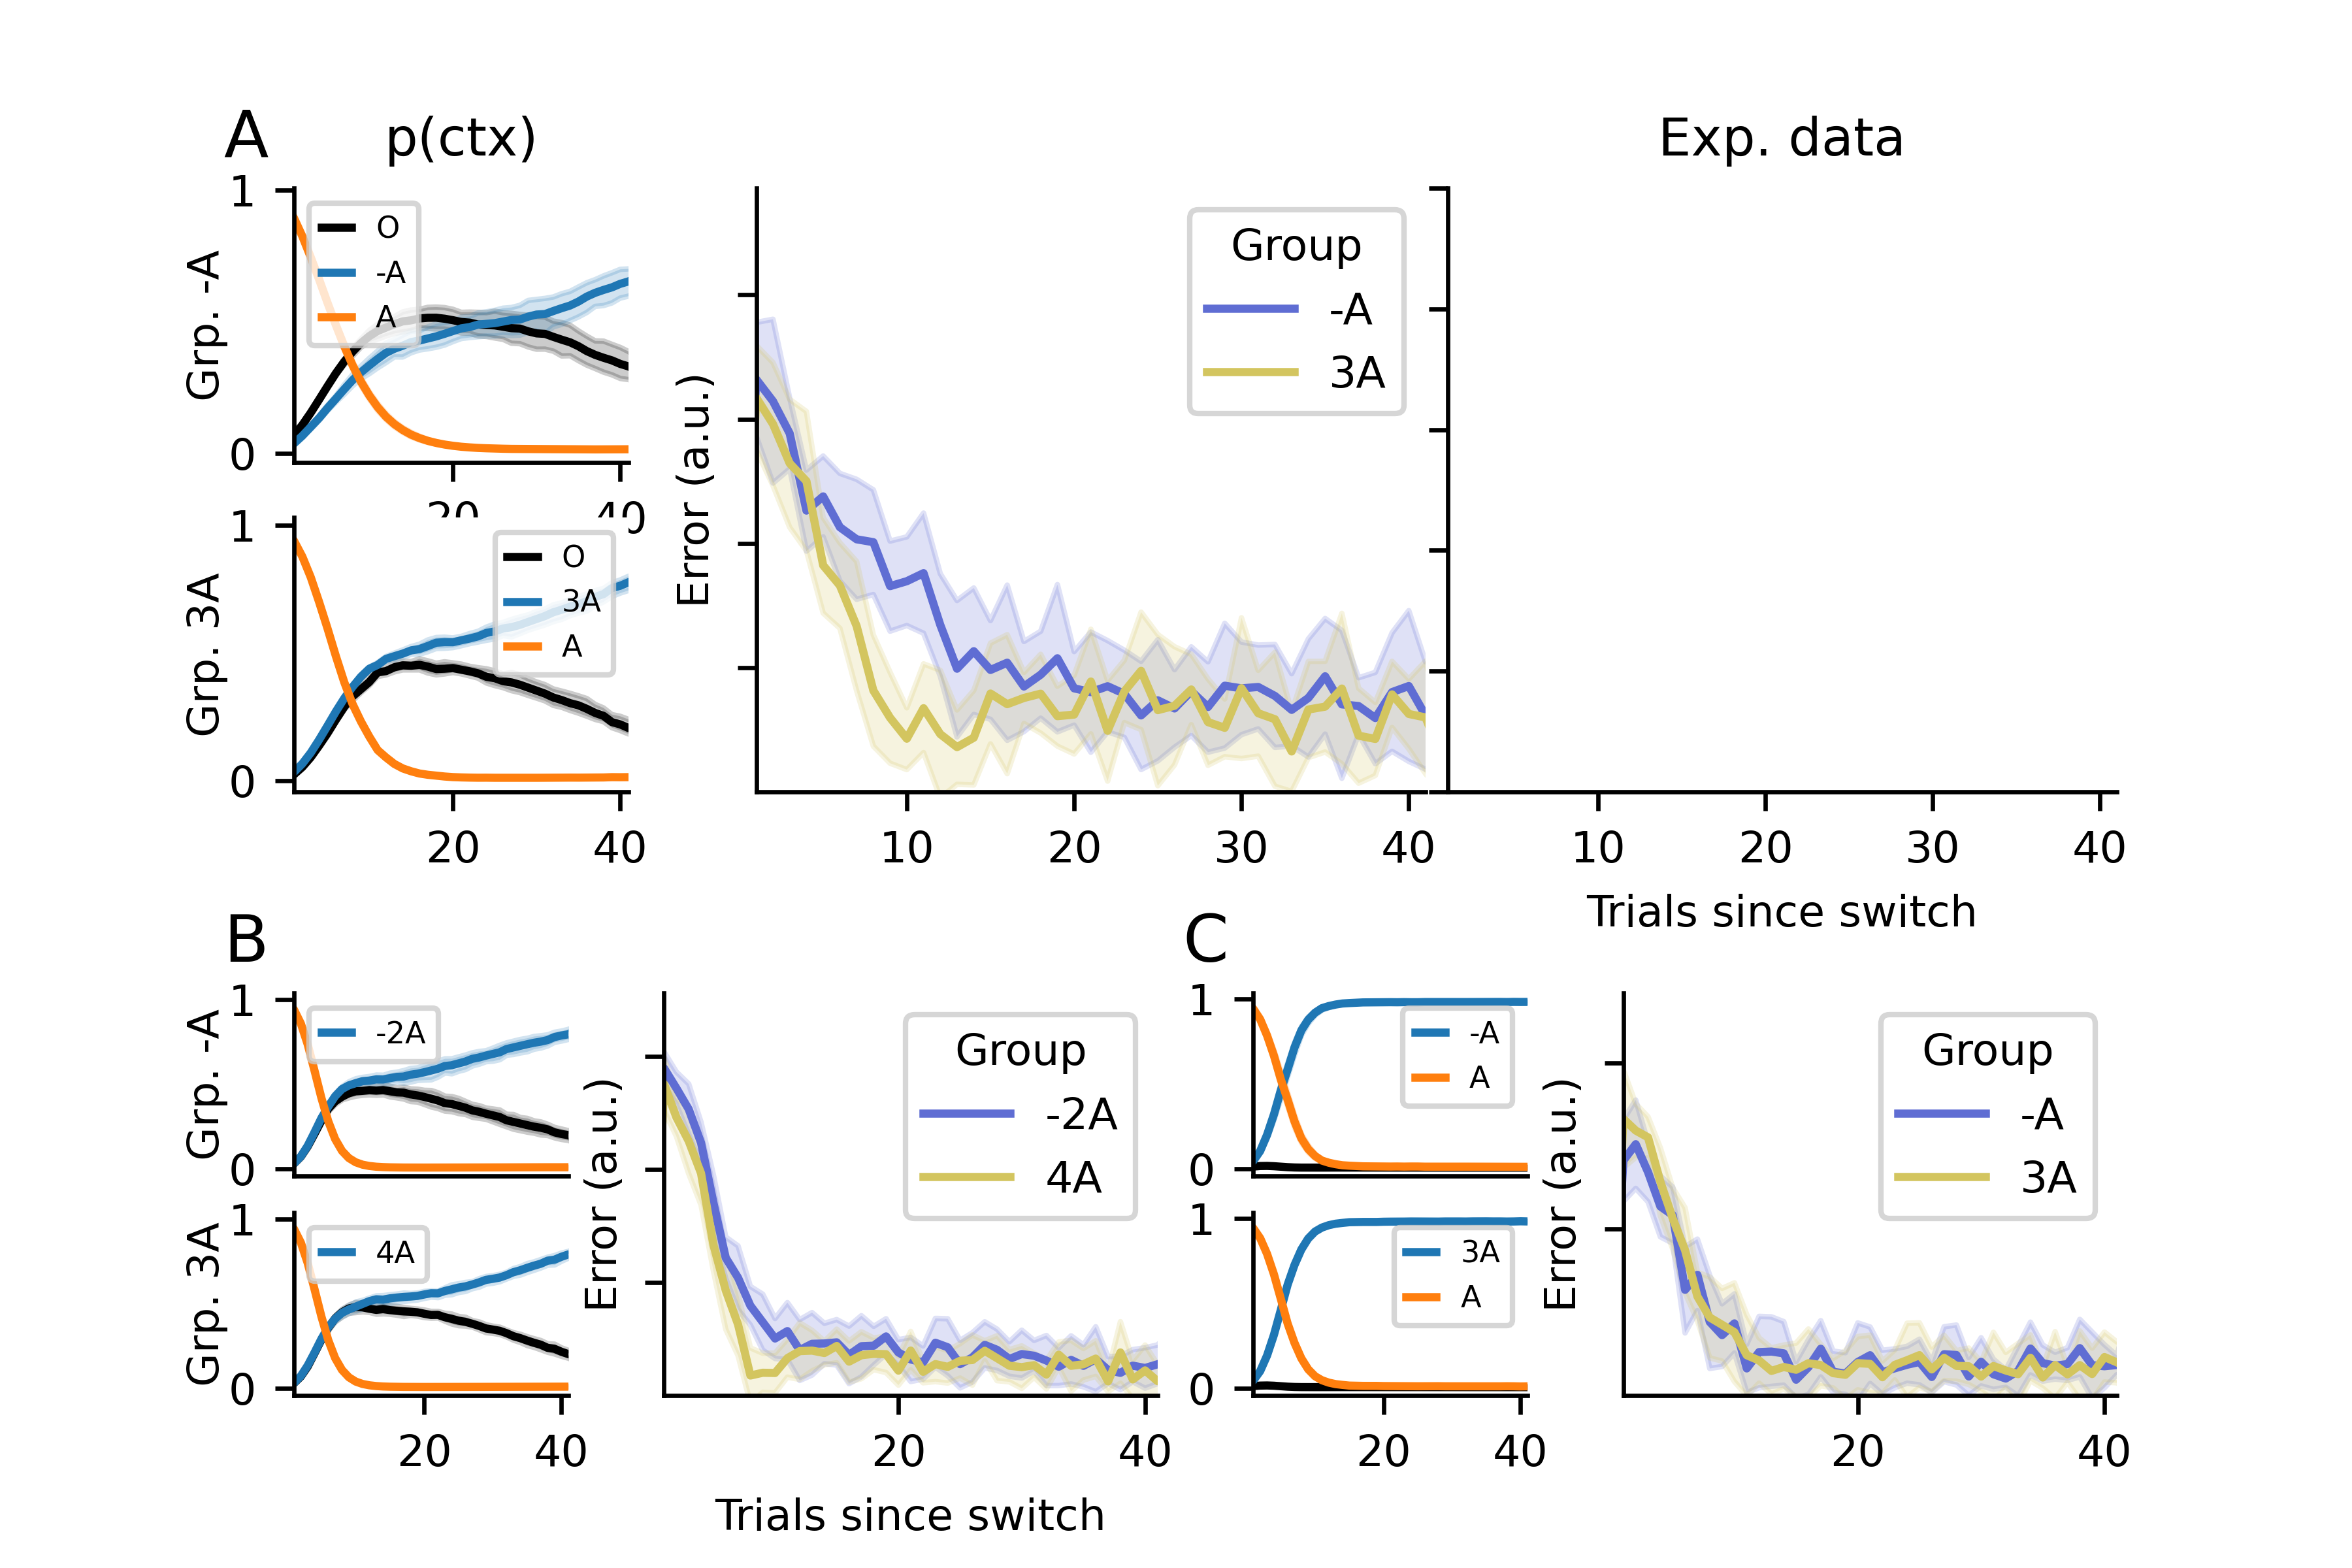 A
p(ctx)
Exp. data
1
0
Grp. -A
O
-A
A
20
40
1
0
Grp. 3A
O
3A
A
20
40
Error (a.u.)
Group
-A
3A
10
20
30
40
10
20
30
40
Trials since switch
B
1
0
Grp. -A
-2A
1
0
Grp. 3A
4A
20
40
Error (a.u.)
Group
-2A
4A
20
40
Trials since switch
C
1
0
-A
A
1
0
3A
A
20
40
Error (a.u.)
Group
-A
3A
20
40